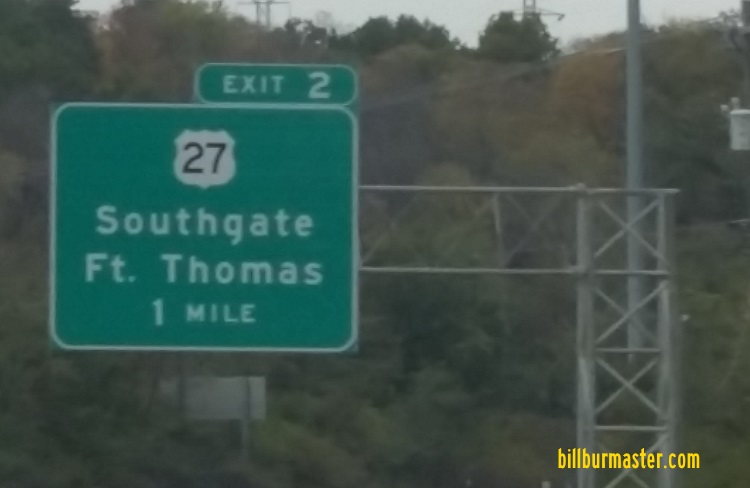 EXIT 2
27
Southgate
Ft. Thomas
1 MILE
billburmaster.com